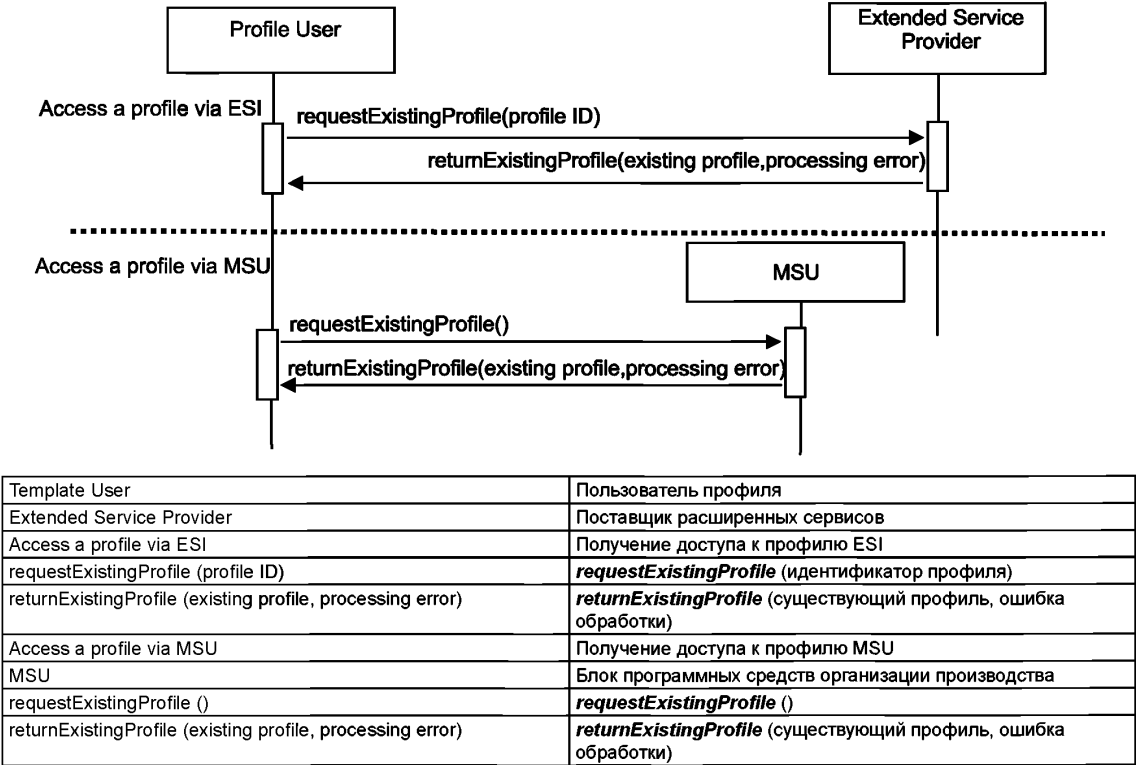 Profile User
Extended Service
Provider
Access a profile via ESI
requestExistingProfile(profile ID)
returnExistingProfile(existing profile,processing error)
Access a profile via MSU
MSU
requestExistingProfile()
returnExistingProfile(existing profile,processing error)
Template User
Пользователь профиля
Extended Service Provider
Поставщик расширенных сервисов
Access a profile via ESI
Получение доступа к профилю ESI
requestExistingProfile (profile ID)
requestExistingProfile (идентификатор профиля)
returnExistingProfile (existing profile, processing error)
returnExistingProfile (существующий профиль, ошибка
обработки)
Access a profile via MSU
Получение доступа к профилю MSU
MSU
Блок программных средств организации производства
requestExistingProfile ()
requestExistingProfile ()
returnExistingProfile (existing profile, processing error)
returnExistingProfile (существующий профиль, ошибка
обработки)